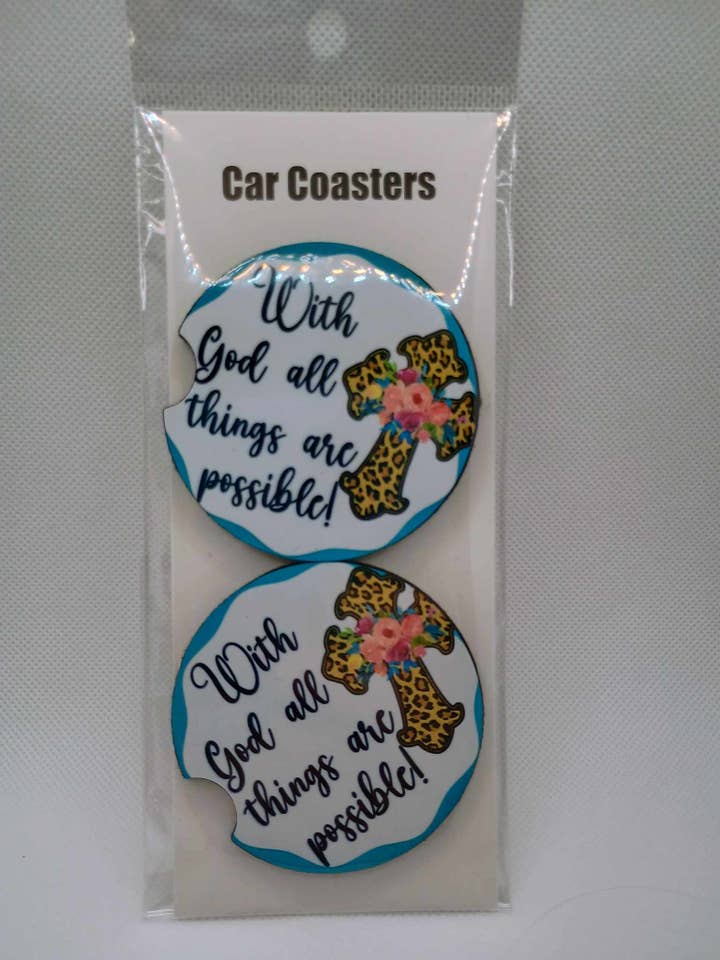 Car Coasters
With
God all
things are
possible!
With
God all
things are
possible!